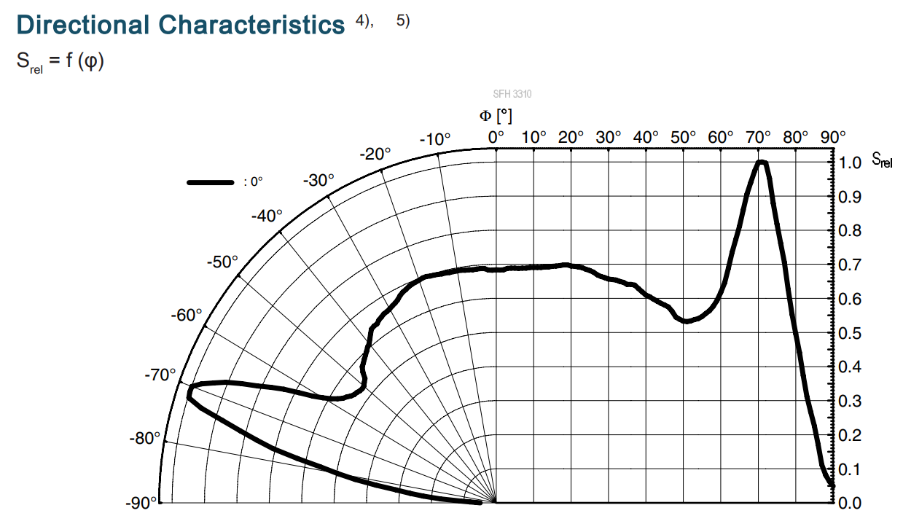 Directional Characteristics 4), 5)
Srel = f (φ)
SFH 3310
Φ [°]
-90° -80° -70° -60° -50° -40° -30° -20° -10° 0° 10° 20° 30° 40° 50° 60° 70° 80° 90°
: 0°
Srel
1.0
0.9
0.8
0.7
0.6
0.5
0.4
0.3
0.2
0.1
0.0